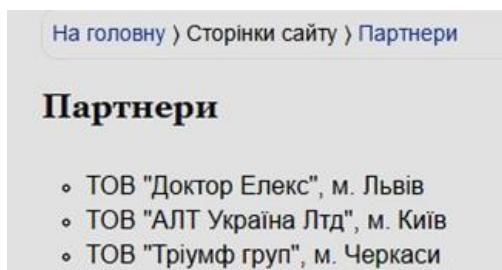 На головну ⟩ Сторінки сайту ⟩ Партнери
Партнери
ТОВ "Доктор Елекс", м. Львів
ТОВ "АЛТ Україна Лтд", м. Київ
ТОВ "Тріумф груп", м. Черкаси